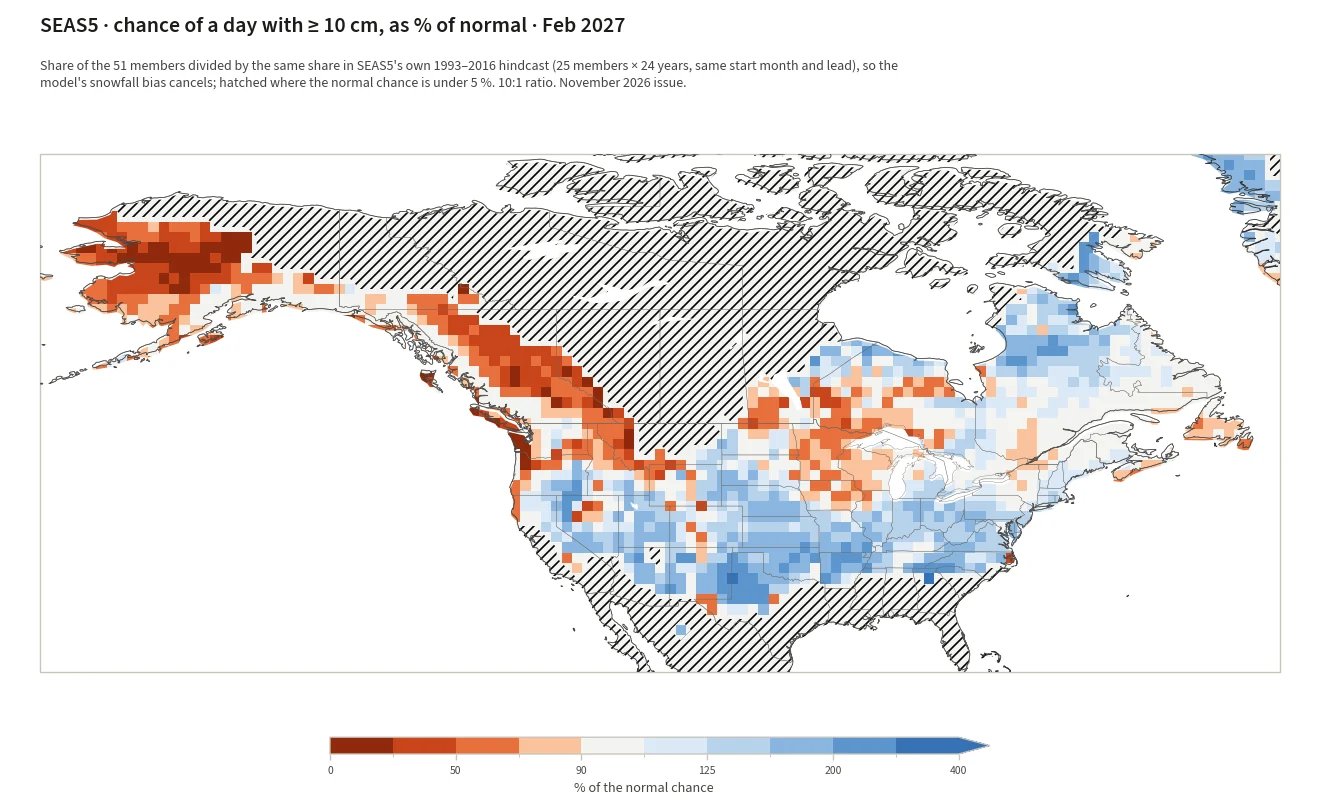 SEAS5 · chance of a day with ≥ 10 cm, as % of normal · Feb 2027
Share of the 51 members divided by the same share in SEAS5's own 1993–2016 hindcast (25 members × 24 years, same start month and lead), so the
model's snowfall bias cancels; hatched where the normal chance is under 5 %. 10:1 ratio. November 2026 issue.
0 50 90 125 200 400
% of the normal chance